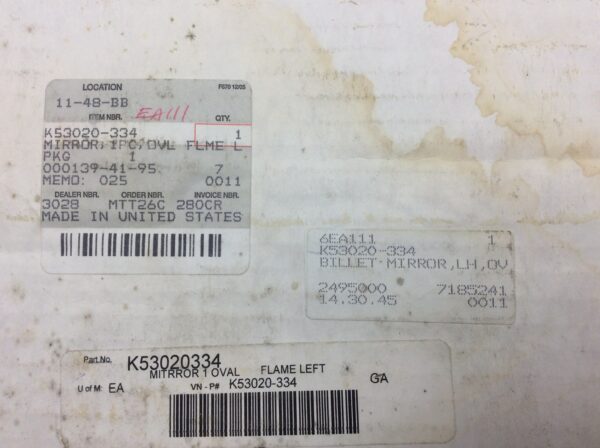 LOCATION F870 12/05
11-48-BB
ITEM NBR. EA111 QTY.
K53020-334 1
MIRROR, 1PC, OVL FLME L
PKG 1
000139-41-95. 7
MEMO: 025 0011
DEALER NBR. ORDER NBR. INVOICE NBR.
3028 MTT26C 280CR
MADE IN UNITED STATES
6EA111 1
K53020-334
BILLET MIRROR,LH,OV
2495000 7185241
14.30.45 0011
Part No. K53020334
MITRROR 1 OVAL FLAME LEFT
U of M: EA VN - P# K53020-334 GA